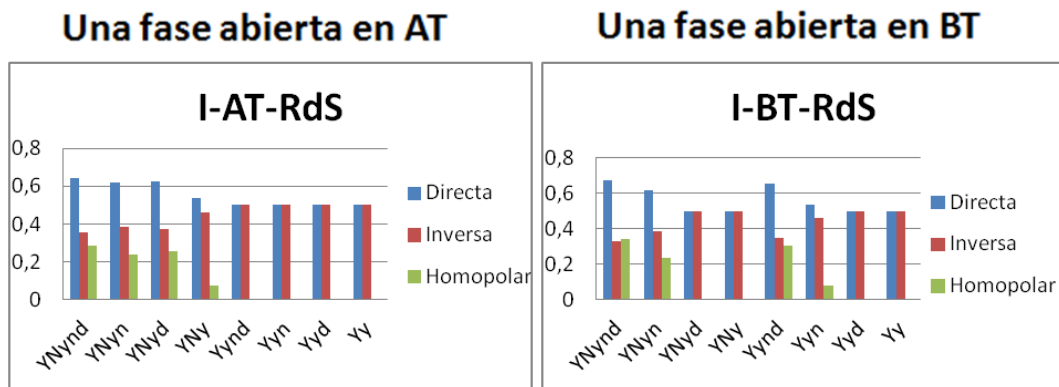 Una fase abierta en AT
Una fase abierta en BT
I-AT-RdS
0,8
0,6
0,4
0,2
0
YNynd
YNyn
YNyd
YNy
Yynd
Yyn
Yyd
Yy
Directa
Inversa
Homopolar
I-BT-RdS
0,8
0,6
0,4
0,2
0
YNynd
YNyn
YNyd
YNy
Yynd
Yyn
Yyd
Yy
Directa
Inversa
Homopolar